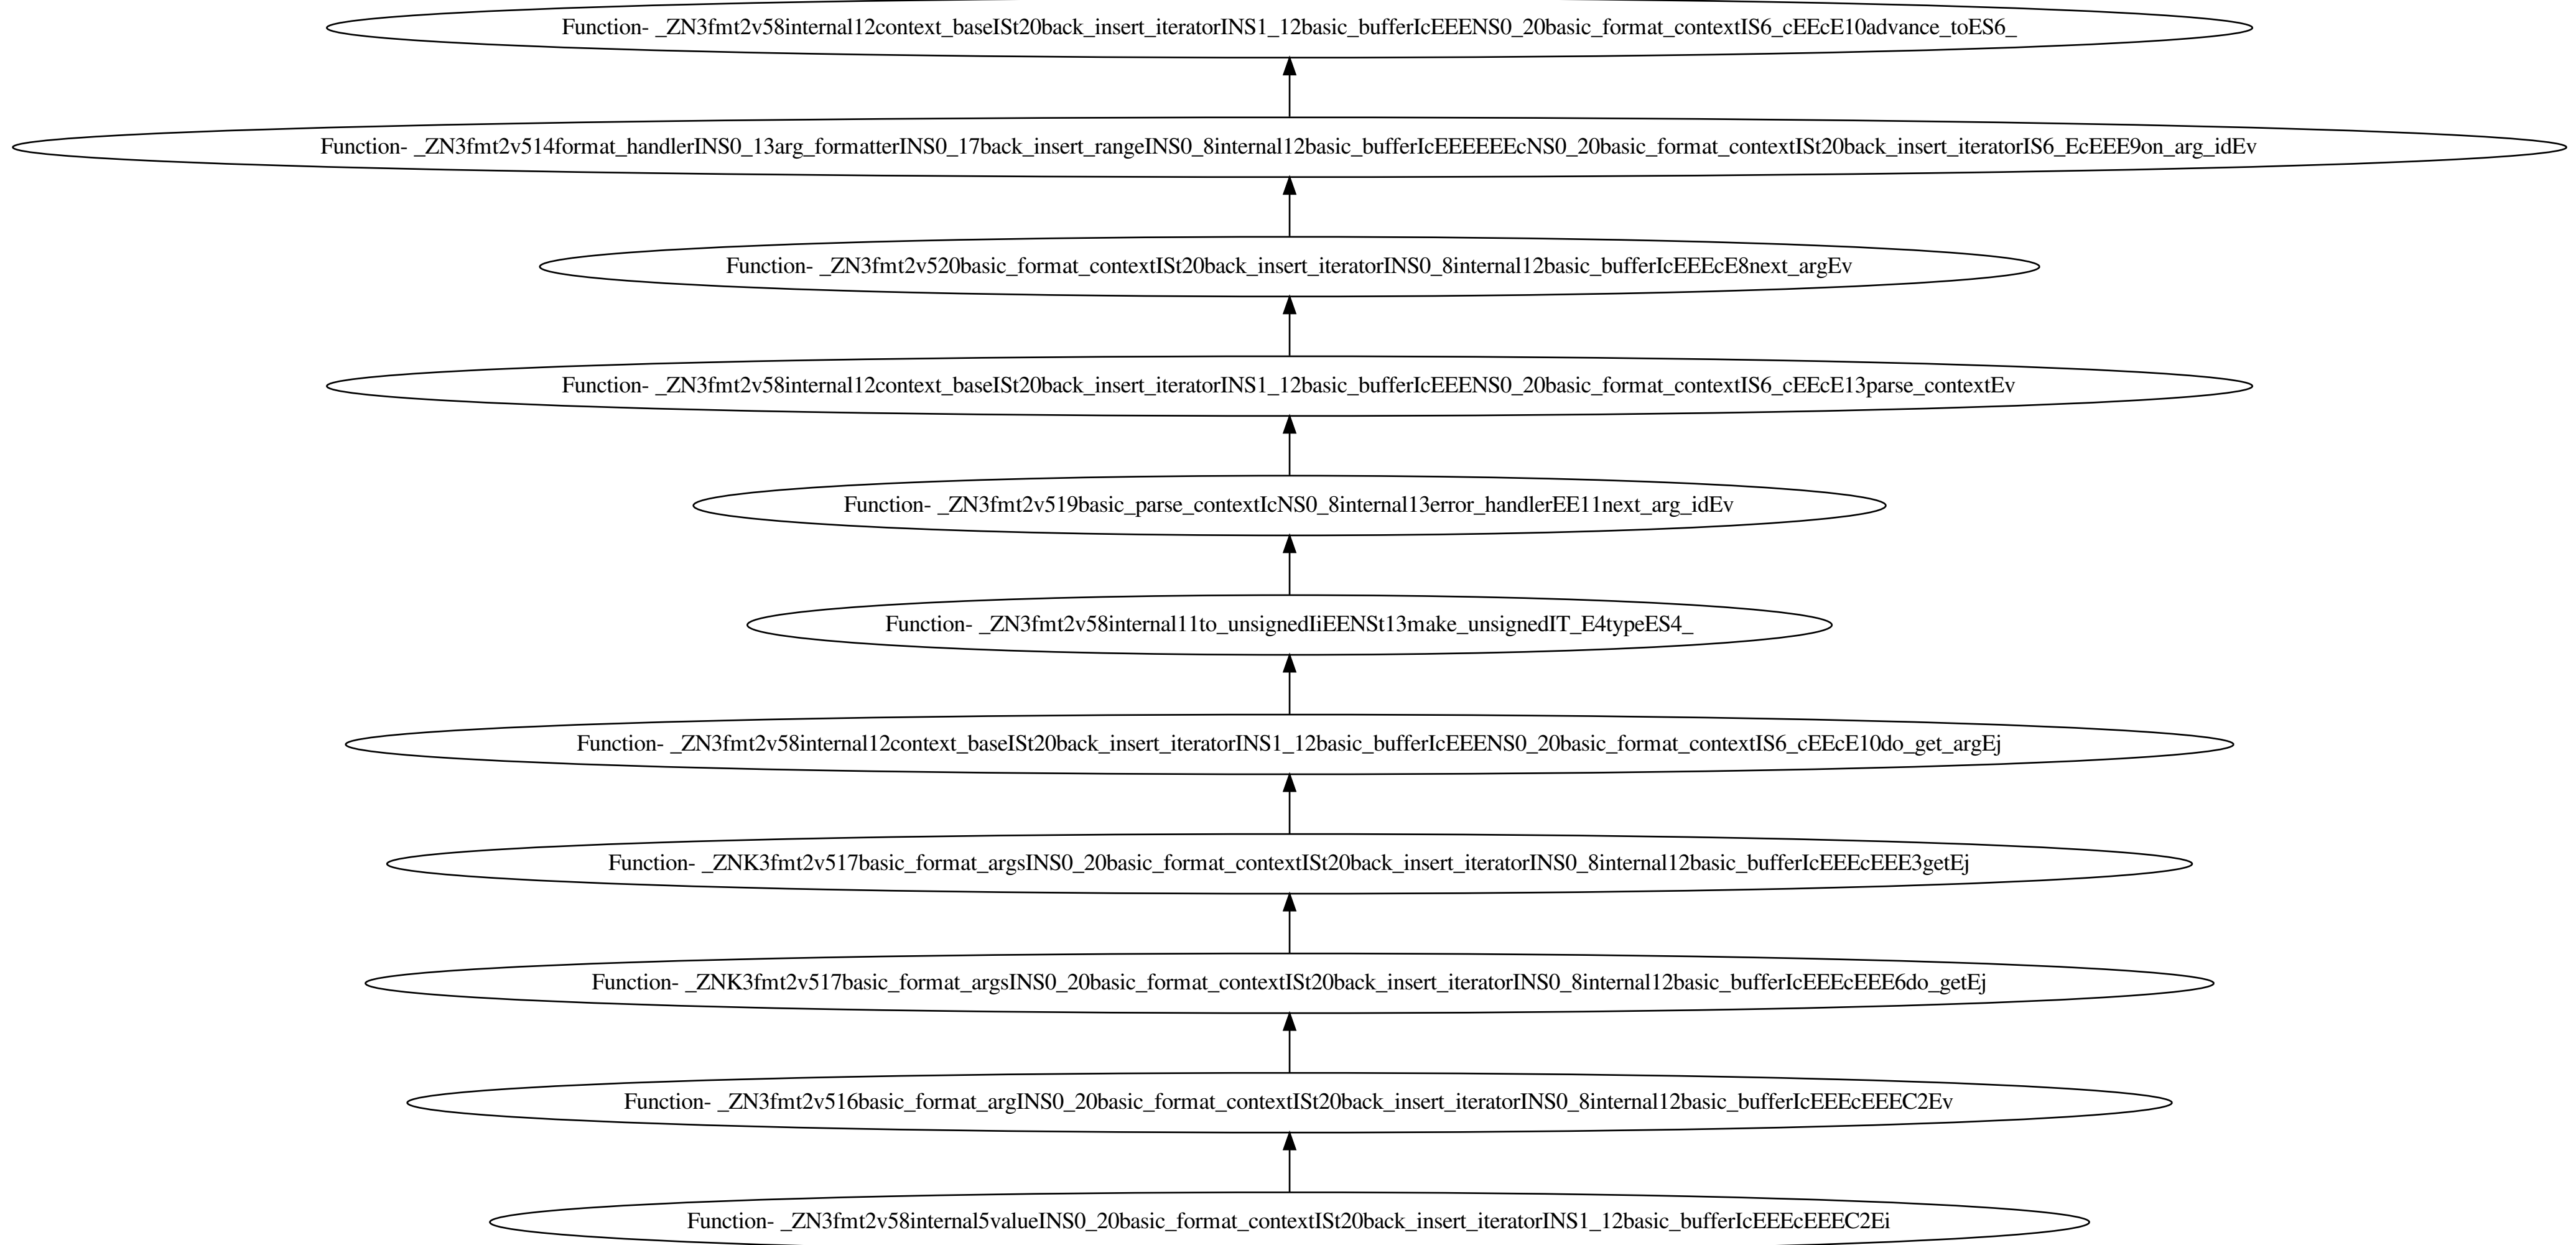 Function- _ZN3fmt2v58internal12context_baseISt20back_insert_iteratorINS1_12basic_bufferIcEEENS0_20basic_format_contextIS6_cEEcE10advance_toES6_
Function- _ZN3fmt2v514format_handlerINS0_13arg_formatterINS0_17back_insert_rangeINS0_8internal12basic_bufferIcEEEEEEcNS0_20basic_format_contextISt20back_insert_iteratorIS6_EcEEE9on_arg_idEv
Function- _ZN3fmt2v520basic_format_contextISt20back_insert_iteratorINS0_8internal12basic_bufferIcEEEcE8next_argEv
Function- _ZN3fmt2v58internal12context_baseISt20back_insert_iteratorINS1_12basic_bufferIcEEENS0_20basic_format_contextIS6_cEEcE13parse_contextEv
Function- _ZN3fmt2v519basic_parse_contextIcNS0_8internal13error_handlerEE11next_arg_idEv
Function- _ZN3fmt2v58internal11to_unsignedIiEENSt13make_unsignedIT_E4typeES4_
Function- _ZN3fmt2v58internal12context_baseISt20back_insert_iteratorINS1_12basic_bufferIcEEENS0_20basic_format_contextIS6_cEEcE10do_get_argEj
Function- _ZNK3fmt2v517basic_format_argsINS0_20basic_format_contextISt20back_insert_iteratorINS0_8internal12basic_bufferIcEEEcEEE3getEj
Function- _ZNK3fmt2v517basic_format_argsINS0_20basic_format_contextISt20back_insert_iteratorINS0_8internal12basic_bufferIcEEEcEEE6do_getEj
Function- _ZN3fmt2v516basic_format_argINS0_20basic_format_contextISt20back_insert_iteratorINS0_8internal12basic_bufferIcEEEcEEEC2Ev
Function- _ZN3fmt2v58internal5valueINS0_20basic_format_contextISt20back_insert_iteratorINS1_12basic_bufferIcEEEcEEEC2Ei